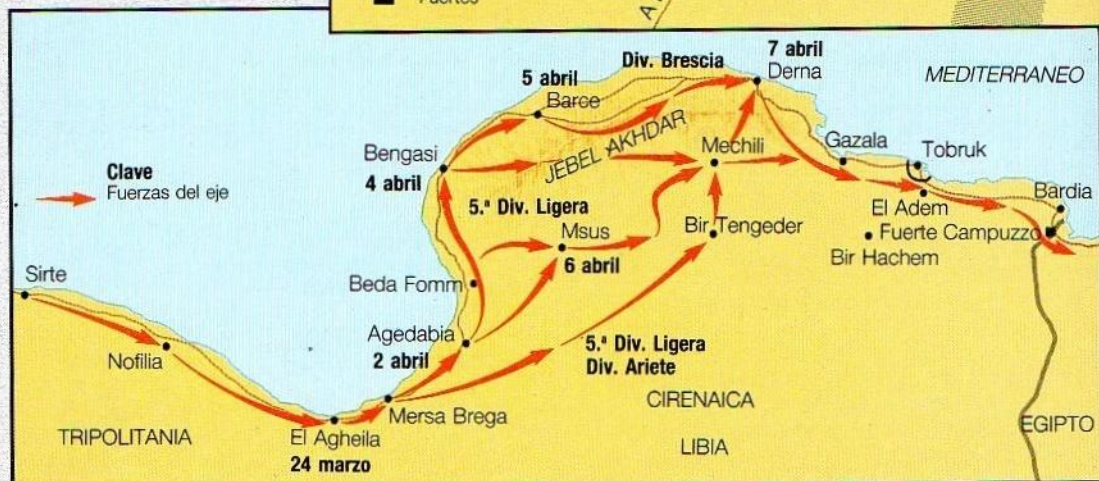 Fuertes
A
7 abril
Derna
MEDITERRANEO
Div. Brescia
5 abril
Barce
Clave
Fuerzas del eje
Bengasi
4 abril
JEBEL AKHDAR
Mechili
Gazala
Tobruk
Bardia
El Adem
Fuerte Campuzzo
Bir Hachem
5.ª Div. Ligera
Msus
6 abril
Bir Tengeder
Sirte
Beda Fomm
Agedabia
2 abril
Nofilia
5.ª Div. Ligera
Div. Ariete
Mersa Brega
CIRENAICA
TRIPOLITANIA
El Agheila
24 marzo
LIBIA
EGIPTO